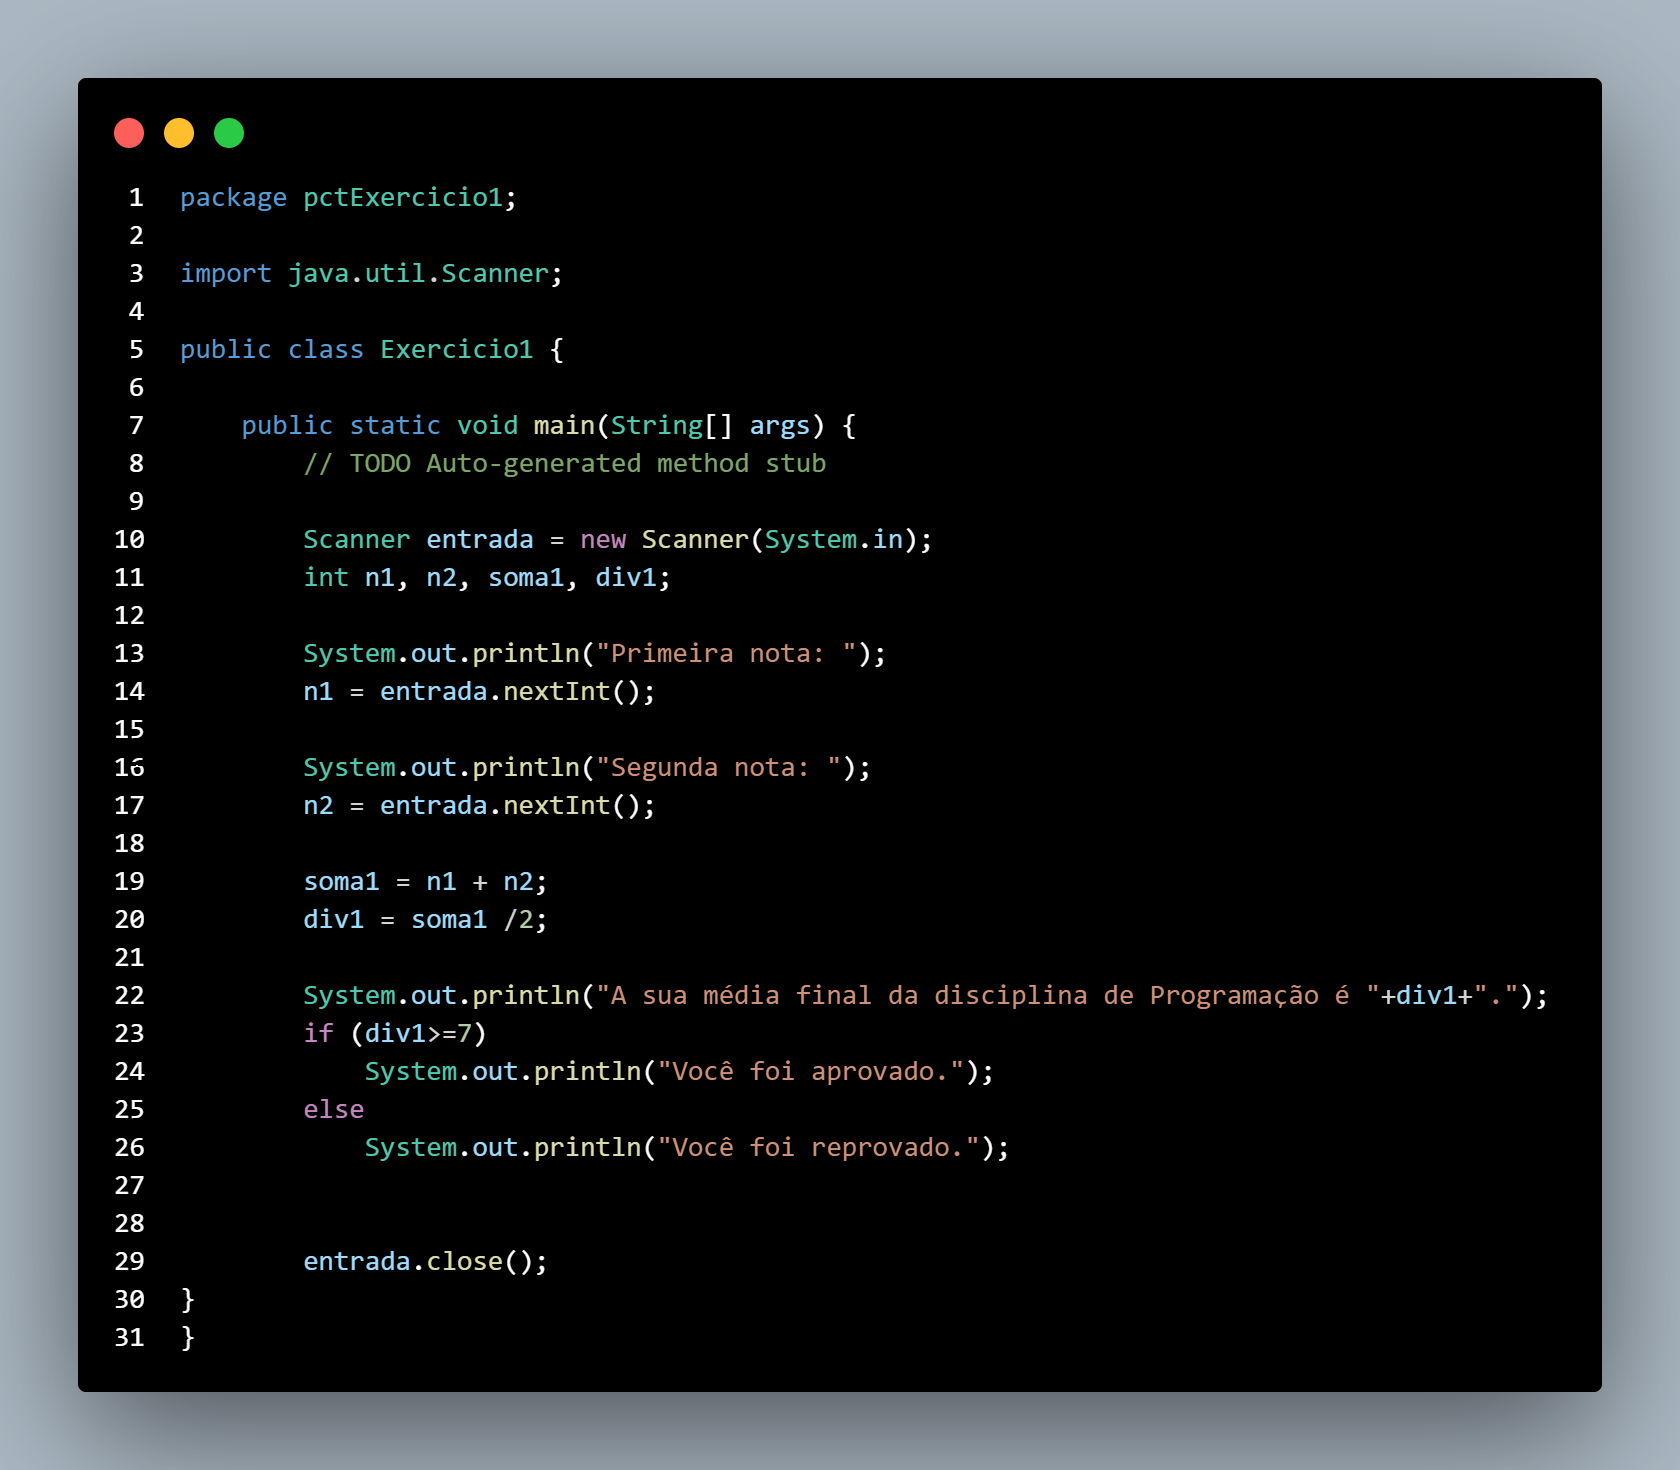 1 package pctExercicio1;
2
3 import java.util.Scanner;
4
5 public class Exercicio1 {
6
7     public static void main(String[] args) {
8         // TODO Auto-generated method stub
9
10         Scanner entrada = new Scanner(System.in);
11         int n1, n2, soma1, div1;
12
13         System.out.println("Primeira nota: ");
14         n1 = entrada.nextInt();
15
16         System.out.println("Segunda nota: ");
17         n2 = entrada.nextInt();
18
19         soma1 = n1 + n2;
20         div1 = soma1 /2;
21
22         System.out.println("A sua média final da disciplina de Programação é "+div1+".");
23         if (div1>=7)
24             System.out.println("Você foi aprovado.");
25         else
26             System.out.println("Você foi reprovado.");
27
28
29         entrada.close();
30 }
31 }